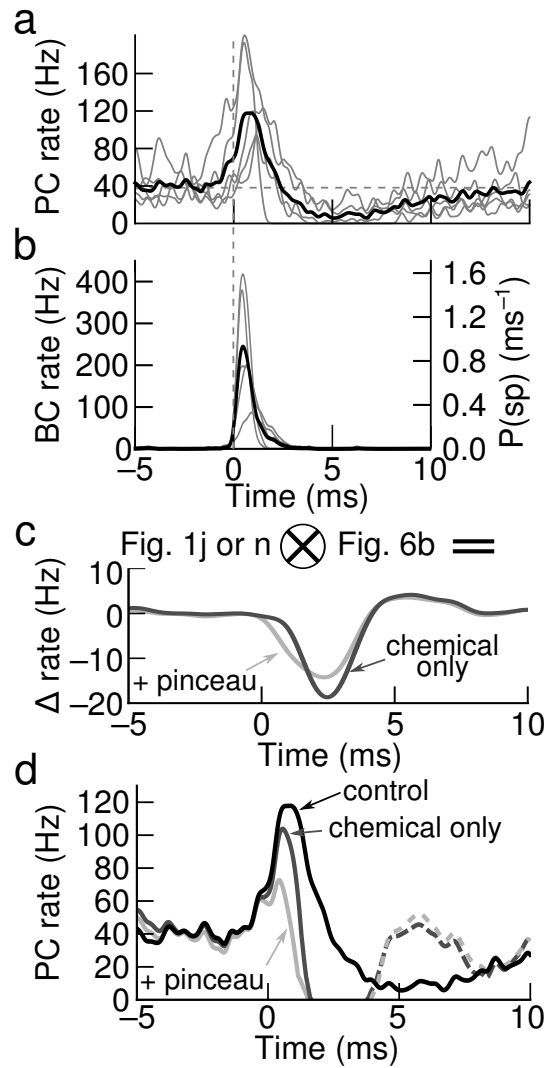 a
PC rate (Hz)
160
120
80
40
0
b
BC rate (Hz)
400
300
200
100
0
P(sp) (ms⁻¹)
1.6
1.2
0.8
0.4
0.0
−5 0 5 10
Time (ms)
c
Fig. 1j or n ⊗ Fig. 6b =
Δ rate (Hz)
10
0
−10
−20
+ pinceau
chemical
only
−5 0 5 10
Time (ms)
d
PC rate (Hz)
120
100
80
60
40
20
0
control
chemical only
+ pinceau
−5 0 5 10
Time (ms)